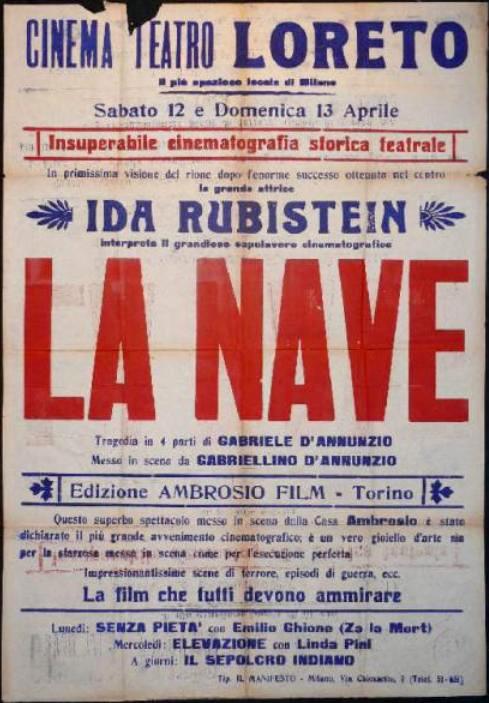 CINEMA TEATRO LORETO
Il più spazioso locale di Milano
Sabato 12 e Domenica 13 Aprile
Insuperabile cinematografia storica teatrale
In primissima visione del rione dopo l'enorme successo ottenuto nel centro
la grande attrice
IDA RUBISTEIN
interpreta il grandioso capolavoro cinematografico
LA NAVE
Tragedia in 4 parti di GABRIELE D'ANNUNZIO
Messo in scena da GABRIELLINO D'ANNUNZIO
Edizione AMBROSIO FILM - Torino
Questo superbo spettacolo messo in scena dalla Casa Ambrosio è stato
dichiarato il più grande avvenimento cinematografico; è un vero gioiello d'arte sia
per la sfarzosa messa in scena come per l'esecuzione perfetta
Impressionantissime scene di terrore, episodi di guerra, ecc.
La film che tutti devono ammirare
Lunedì: SENZA PIETA' con Emilio Ghione (Za la Mort)
Mercoledì: ELEVAZIONE con Linda Pini
A giorni: IL SEPOLCRO INDIANO
Tip. IL MANIFESTO - Milano, Via